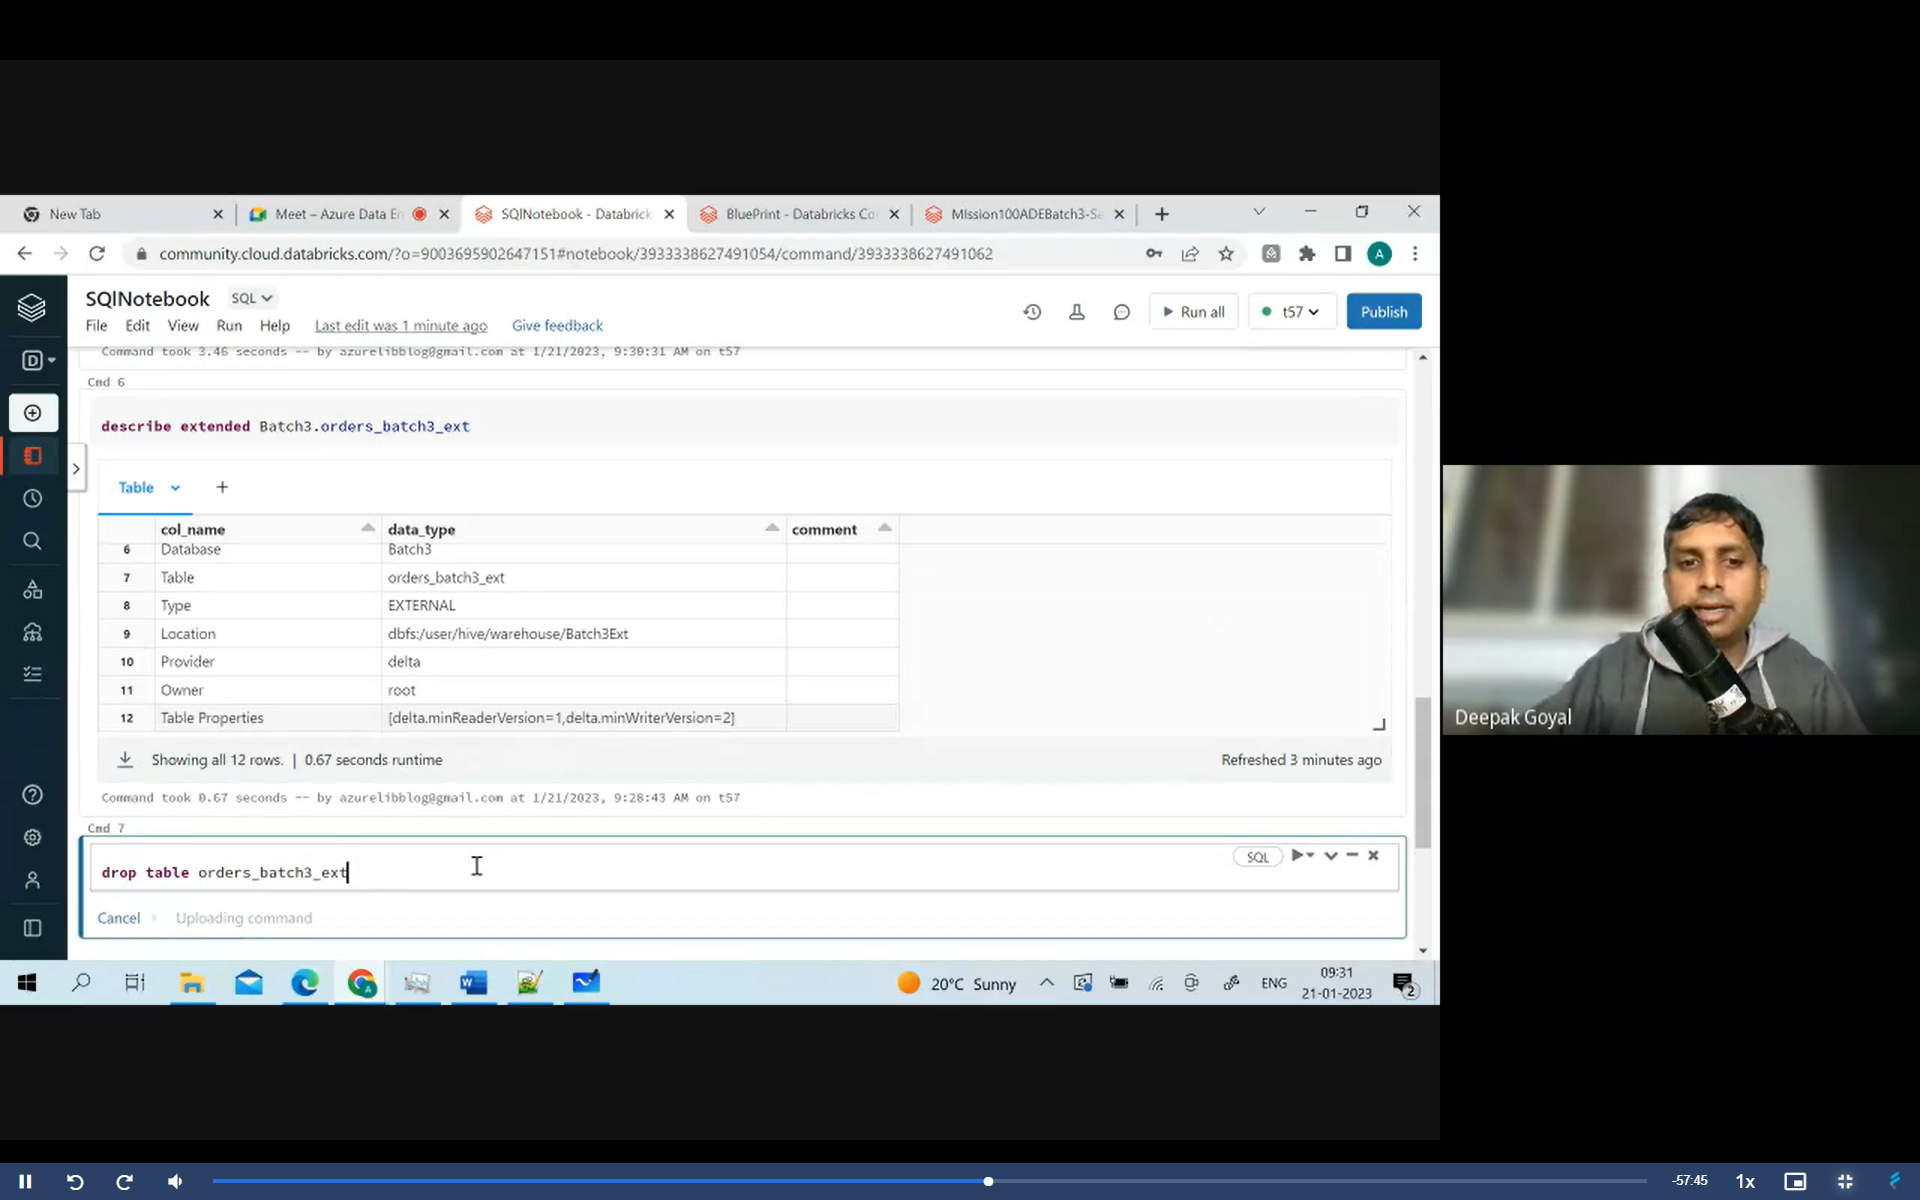 New Tab
Meet – Azure Data En
SQlNotebook - Databrick
BluePrint - Databricks Co
MIssion100ADEBatch3-Se
community.cloud.databricks.com/?o=9003695902647151#notebook/3933338627491054/command/3933338627491062
A
SQlNotebook
SQL
File
Edit
View
Run
Help
Last edit was 1 minute ago
Give feedback
Run all
t57
Publish
D
Command took 3.46 seconds -- by azurelibblog@gmail.com at 1/21/2023, 9:30:31 AM on t57
Cmd 6
describe extended Batch3.orders_batch3_ext
Table
col_name data_type comment
6 Database Batch3
7 Table orders_batch3_ext
8 Type EXTERNAL
9 Location dbfs:/user/hive/warehouse/Batch3Ext
10 Provider delta
11 Owner root
12 Table Properties [delta.minReaderVersion=1,delta.minWriterVersion=2]
Showing all 12 rows. | 0.67 seconds runtime
Refreshed 3 minutes ago
Command took 0.67 seconds -- by azurelibblog@gmail.com at 1/21/2023, 9:28:43 AM on t57
Cmd 7
SQL
drop table orders_batch3_ext
Cancel
Uploading command
Deepak Goyal
20°C Sunny
ENG
09:31
21-01-2023
2
-57:45
1x